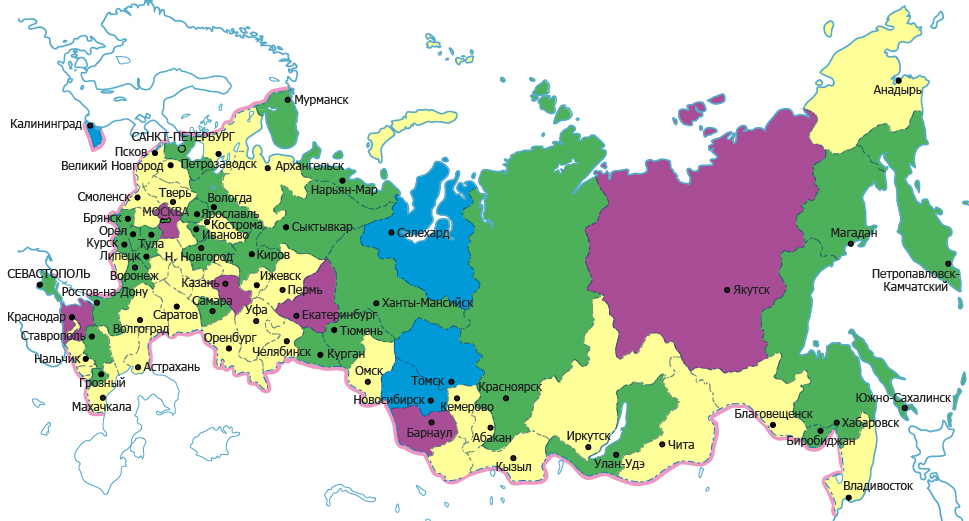 Анадырь
Мурманск
Калининград
САНКТ-ПЕТЕРБУРГ
Псков
Петрозаводск
Великий Новгород
Архангельск
Нарьян-Мар
Смоленск
Тверь
Вологда
МОСКВА
Ярославль
Брянск
Кострома
Сыктывкар
Салехард
Магадан
Орел
Иваново
Курск
Тула
Липецк
Н. Новгород
Киров
СЕВАСТОПОЛЬ
Воронеж
Ижевск
Петропавловск-
Камчатский
Казань
Ростов-на-Дону
Пермь
Якутск
Самара
Ханты-Мансийск
Краснодар
Саратов
Уфа
Екатеринбург
Волгоград
Тюмень
Ставрополь
Оренбург
Челябинск
Курган
Нальчик
Астрахань
Омск
Грозный
Томск
Красноярск
Махачкала
Новосибирск
Кемерово
Южно-Сахалинск
Благовещенск
Хабаровск
Барнаул
Абакан
Иркутск
Чита
Биробиджан
Кызыл
Улан-Удэ
Владивосток